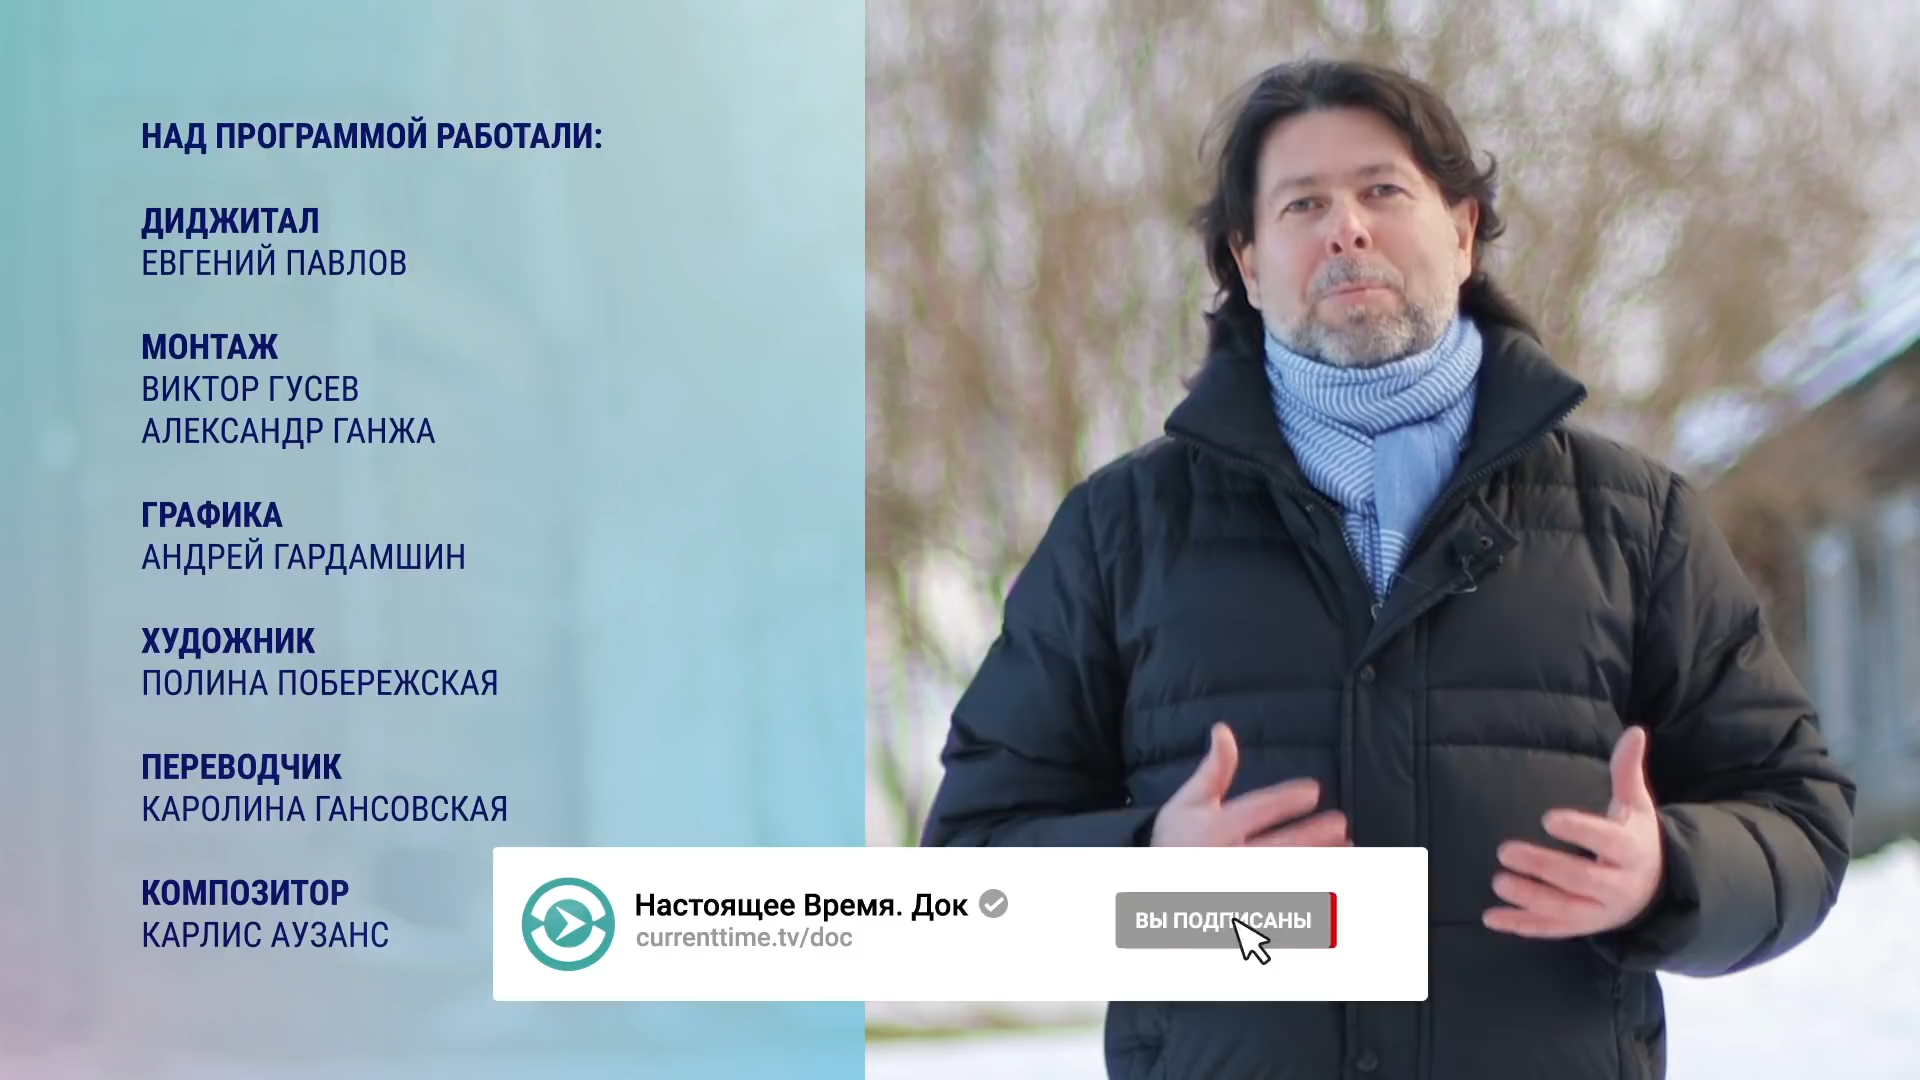 НАД ПРОГРАММОЙ РАБОТАЛИ:
ДИДЖИТАЛ
ЕВГЕНИЙ ПАВЛОВ
МОНТАЖ
ВИКТОР ГУСЕВ
АЛЕКСАНДР ГАНЖА
ГРАФИКА
АНДРЕЙ ГАРДАМШИН
ХУДОЖНИК
ПОЛИНА ПОБЕРЕЖСКАЯ
ПЕРЕВОДЧИК
КАРОЛИНА ГАНСОВСКАЯ
КОМПОЗИТОР
КАРЛИС АУЗАНС
Настоящее Время. Док
currenttime.tv/doc
ВЫ ПОДПИСАНЫ